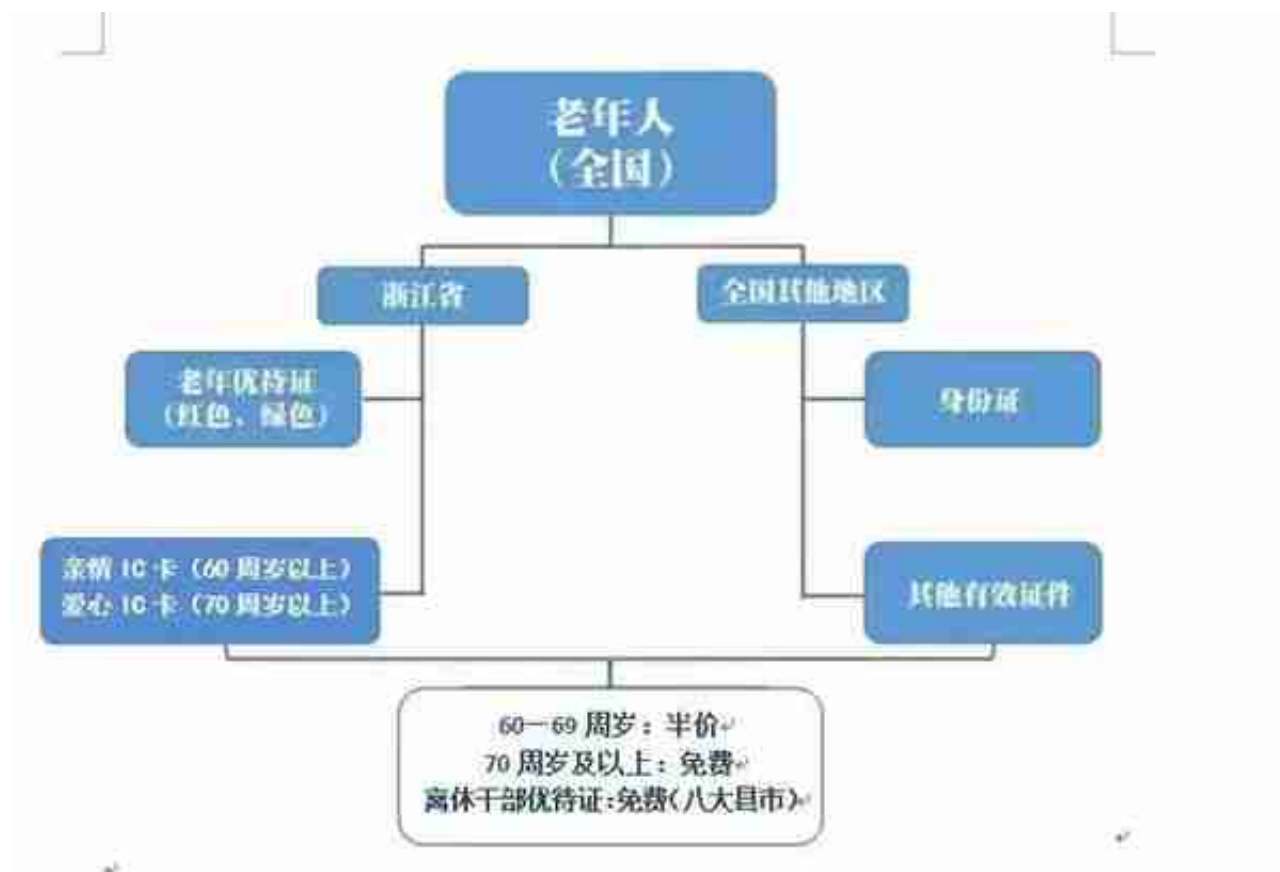 老年人
（全国）
浙江省
全国其他地区
老年优待证
（红色、绿色）
身份证
亲情 IC 卡（60 周岁以上）
爱心 IC 卡（70 周岁以上）
其他有效证件
60—69 周岁：半价
70 周岁及以上：免费
离休干部优待证：免费（八大县市）